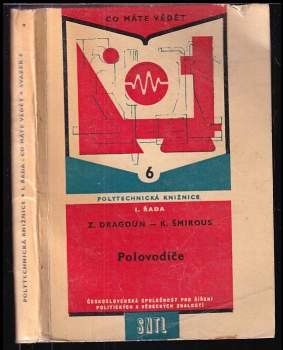 CO MÁTE VĚDĚT
6
POLYTECHNICKÁ KNIŽNICE
I. ŘADA
Z. DRAGOUN — K. ŠMIROUS
Polovodiče
ČESKOSLOVENSKÁ SPOLEČNOST PRO ŠÍŘENÍ
POLITICKÝCH A VĚDECKÝCH ZNALOSTÍ
SNTL
POLYTECHNICKÁ KNIŽNICE • I. ŘADA: CO MÁTE VĚDĚT • SVAZEK 6